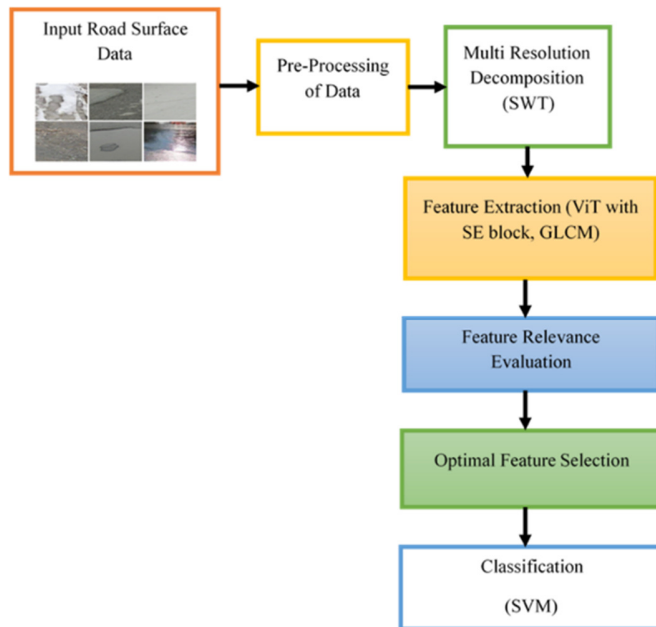 Input Road Surface
Data
Pre-Processing
of Data
Multi Resolution
Decomposition
(SWT)
Feature Extraction (ViT with
SE block, GLCM)
Feature Relevance
Evaluation
Optimal Feature Selection
Classification
(SVM)